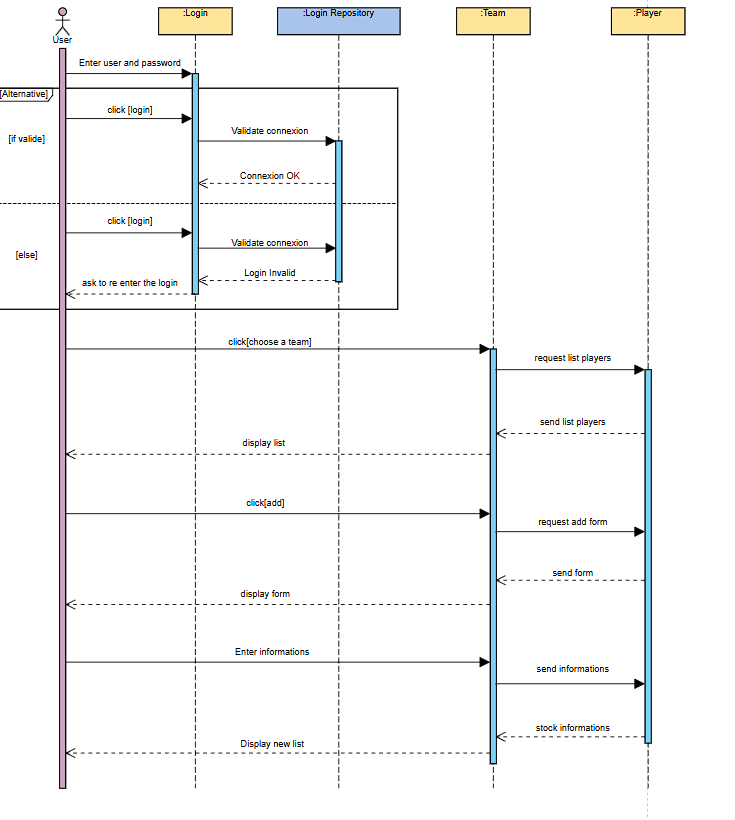 :Login
:Login Repository
:Team
:Player
User
Enter user and password
[Alternative]
click [login]
Validate connexion
[if valide]
Connexion OK
click [login]
Validate connexion
[else]
Login Invalid
ask to re enter the login
click[choose a team]
request list players
send list players
display list
click[add]
request add form
send form
display form
Enter informations
send informations
stock informations
Display new list